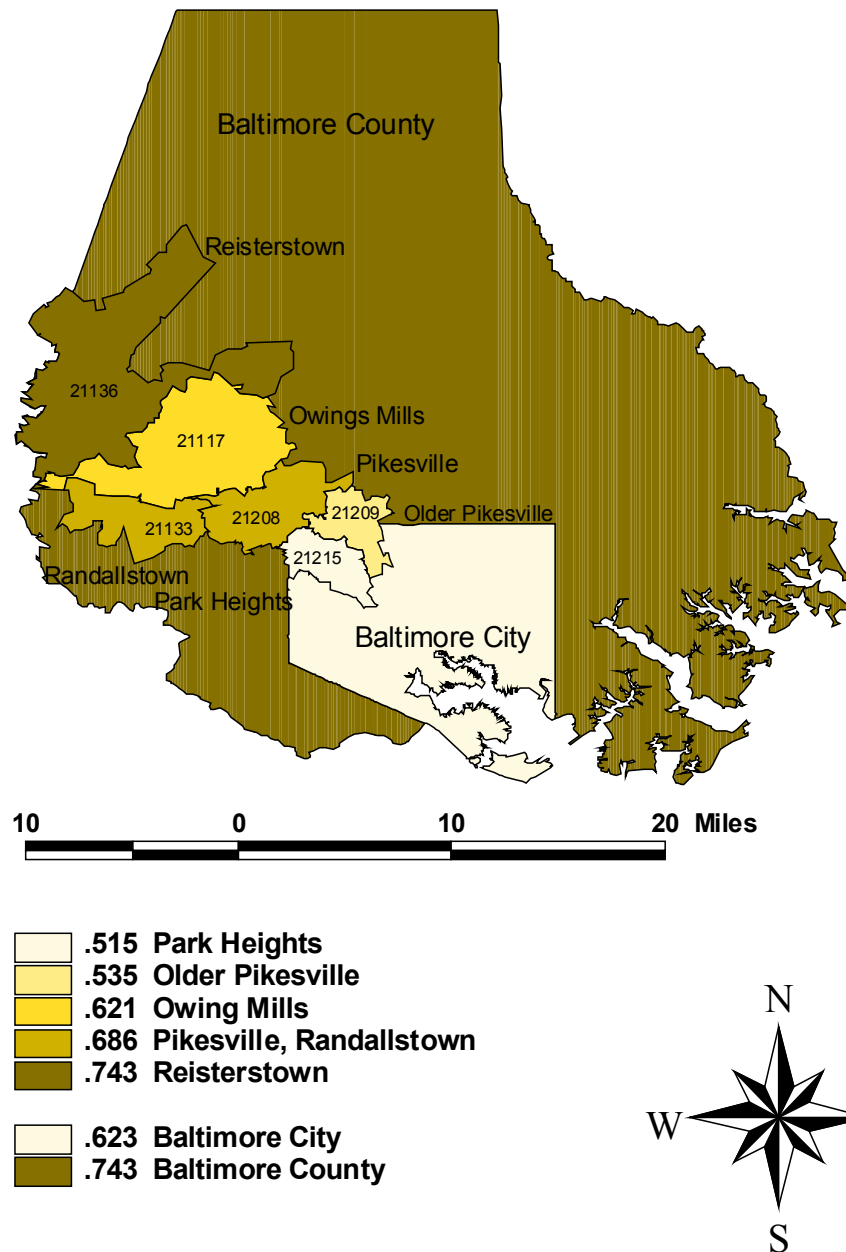 Baltimore County
Reisterstown
21136
Owings Mills
21117
Pikesville
21209
Older Pikesville
21208
21133
21215
Randallstown
Park Heights
Baltimore City
10 0 10 20 Miles
.515 Park Heights
.535 Older Pikesville
.621 Owing Mills
.686 Pikesville, Randallstown
.743 Reisterstown
.623 Baltimore City
.743 Baltimore County
N
W
S